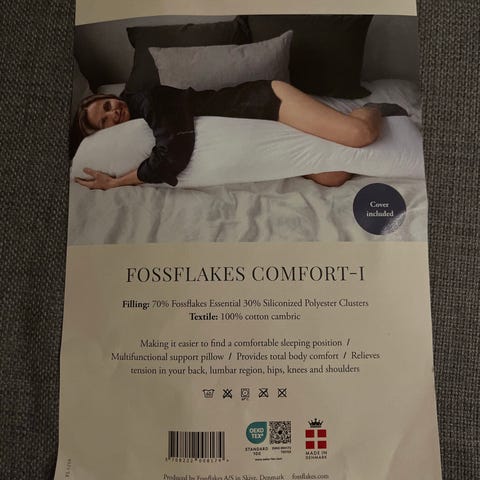 Cover
included
FOSSFLAKES COMFORT-I
Filling: 70% Fossflakes Essential 30% Siliconized Polyester Clusters
Textile: 100% cotton cambric
Making it easier to find a comfortable sleeping position /
Multifunctional support pillow / Provides total body comfort / Relieves
tension in your back, lumbar region, hips, knees and shoulders
OEKO
TEX®
STANDARD
100
MADE IN
DENMARK
Produced by Fossflakes A/S in Skive, Denmark fossflakes.com